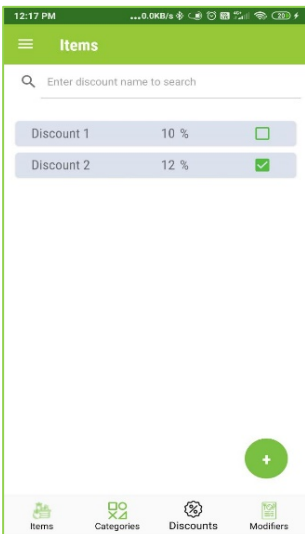 12:17 PM ...0.0KB/s 20
Items
Enter discount name to search
Discount 1 10 %
Discount 2 12 %
+
Items Categories Discounts Modifiers